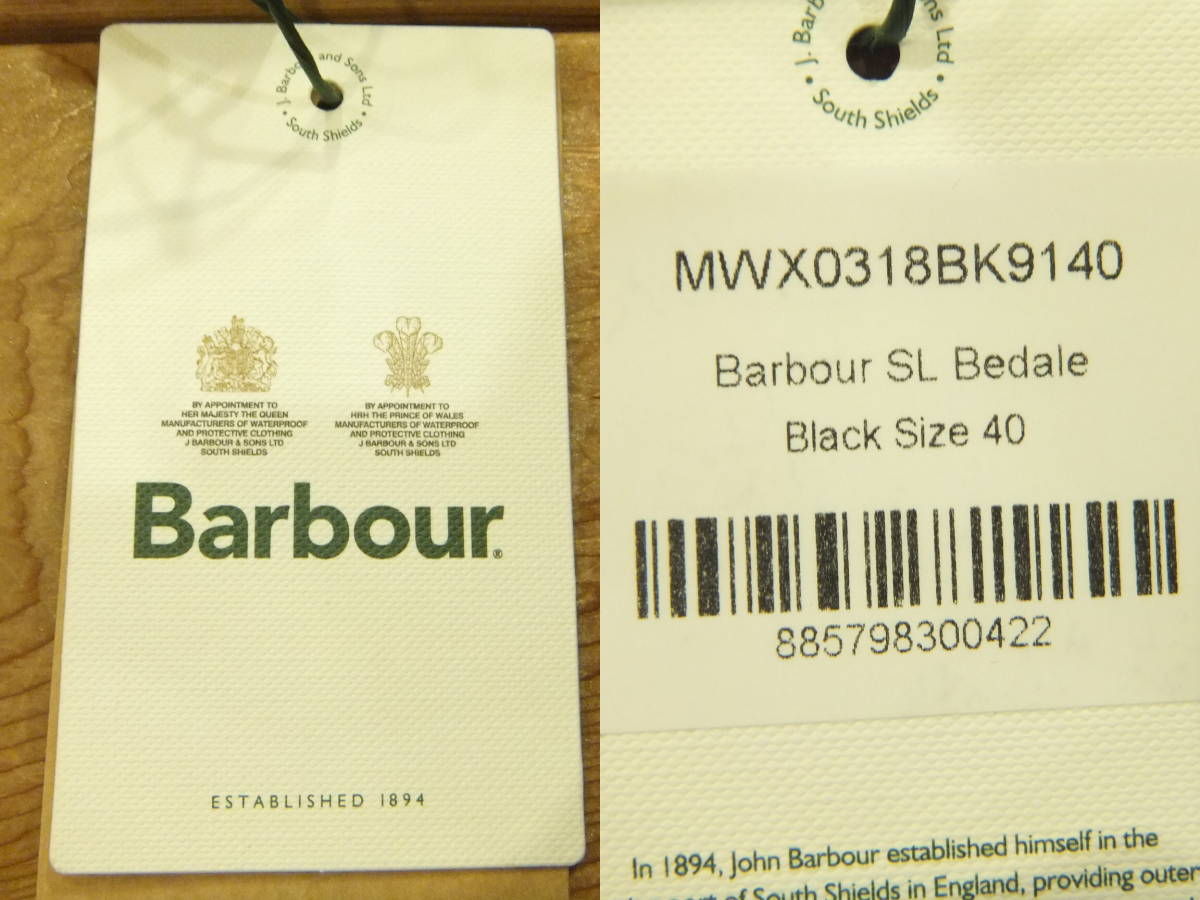 J. Barbour and Sons Ltd
• South Shields •
BY APPOINTMENT TO
HER MAJESTY THE QUEEN
MANUFACTURERS OF WATERPROOF
AND PROTECTIVE CLOTHING
J BARBOUR & SONS LTD
SOUTH SHIELDS
BY APPOINTMENT TO
HRH THE PRINCE OF WALES
MANUFACTURERS OF WATERPROOF
AND PROTECTIVE CLOTHING
J BARBOUR & SONS LTD
SOUTH SHIELDS
Barbour®
ESTABLISHED 1894
J. Barb ns Ltd
• South Shields •
MWX0318BK9140
Barbour SL Bedale
Black Size 40
885798300422
In 1894, John Barbour established himself in the
of South Shields in England, providing outer